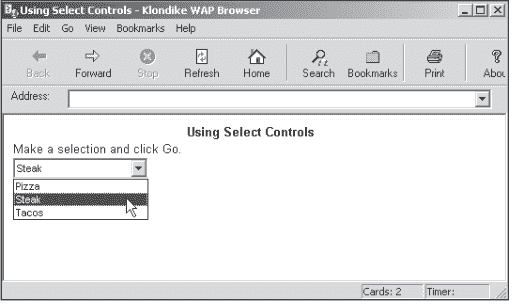 Using Select Controls - Klondike WAP Browser
File Edit Go View Bookmarks Help
Back Forward Stop Refresh Home Search Bookmarks Print Abou
Address:
Using Select Controls
Make a selection and click Go.
Steak
Pizza
Steak
Tacos
Cards: 2 Timer: